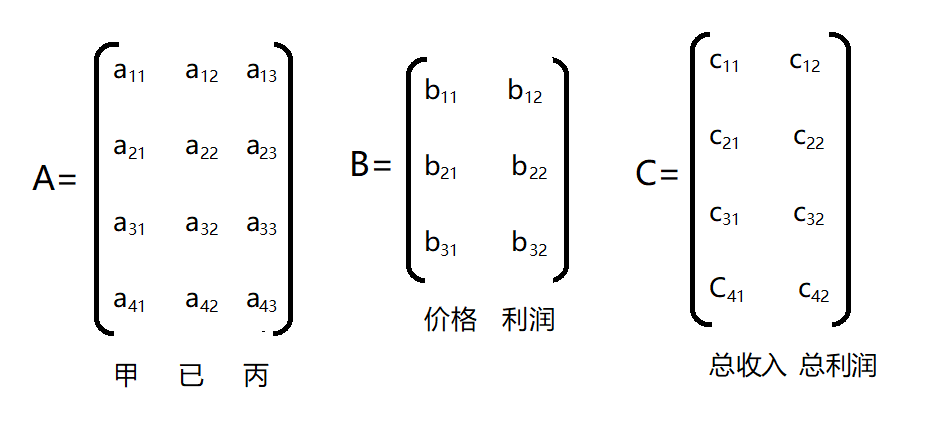 A=
a₁₁ a₁₂ a₁₃
a₂₁ a₂₂ a₂₃
a₃₁ a₃₂ a₃₃
a₄₁ a₄₂ a₄₃
甲 已 丙
B=
b₁₁ b₁₂
b₂₁ b₂₂
b₃₁ b₃₂
价格 利润
C=
c₁₁ c₁₂
c₂₁ c₂₂
c₃₁ c₃₂
C₄₁ c₄₂
总收入 总利润